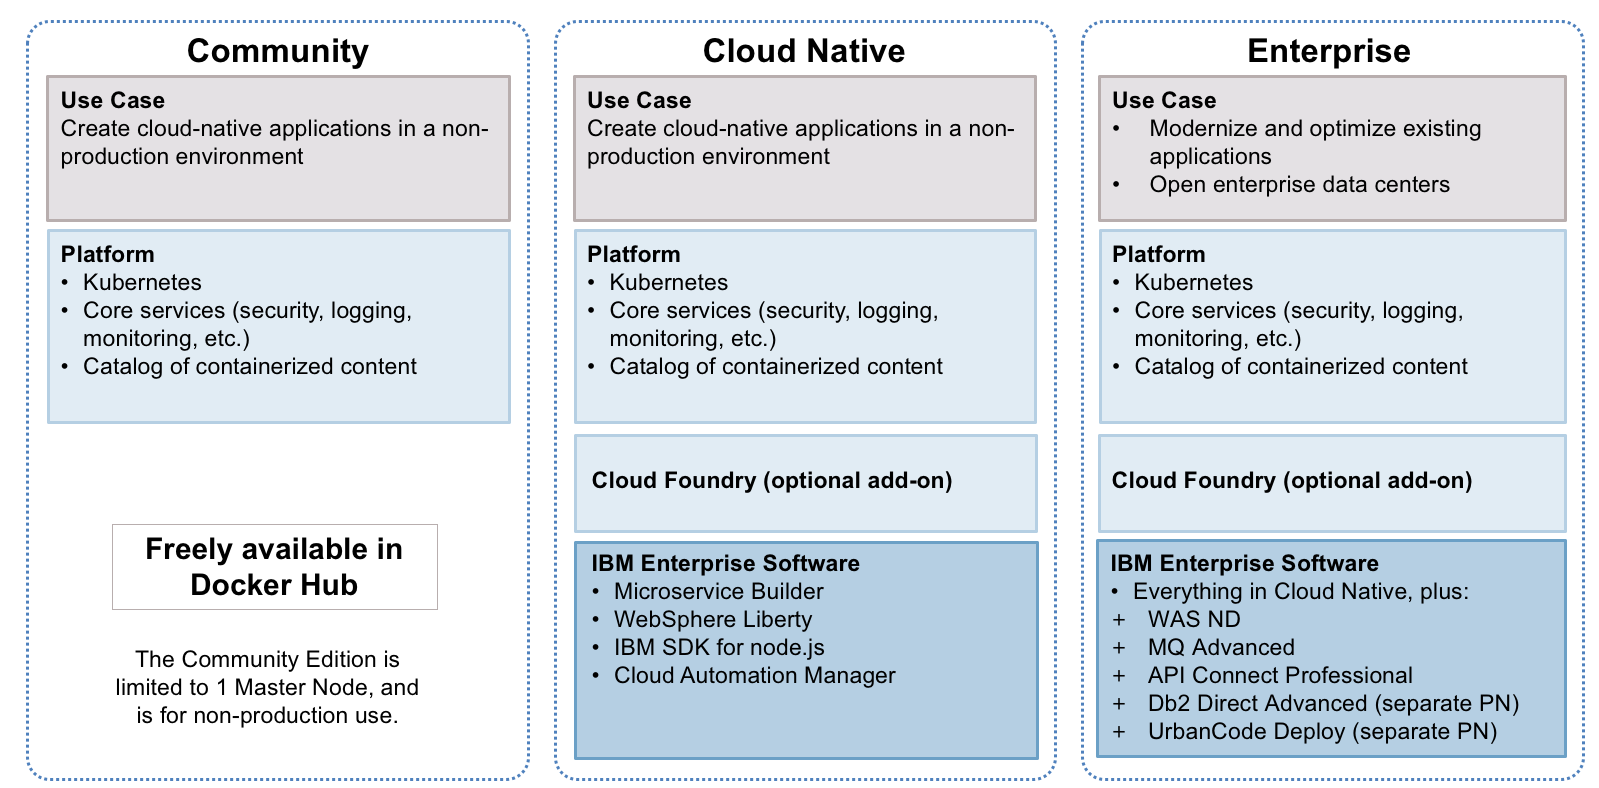 Community
Use Case
Create cloud-native applications in a non-
production environment
Platform
• Kubernetes
• Core services (security, logging,
monitoring, etc.)
• Catalog of containerized content
Freely available in
Docker Hub
The Community Edition is
limited to 1 Master Node, and
is for non-production use.
Cloud Native
Use Case
Create cloud-native applications in a non-
production environment
Platform
• Kubernetes
• Core services (security, logging,
monitoring, etc.)
• Catalog of containerized content
Cloud Foundry (optional add-on)
IBM Enterprise Software
• Microservice Builder
• WebSphere Liberty
• IBM SDK for node.js
• Cloud Automation Manager
Enterprise
Use Case
• Modernize and optimize existing
applications
• Open enterprise data centers
Platform
• Kubernetes
• Core services (security, logging,
monitoring, etc.)
• Catalog of containerized content
Cloud Foundry (optional add-on)
IBM Enterprise Software
• Everything in Cloud Native, plus:
+ WAS ND
+ MQ Advanced
+ API Connect Professional
+ Db2 Direct Advanced (separate PN)
+ UrbanCode Deploy (separate PN)